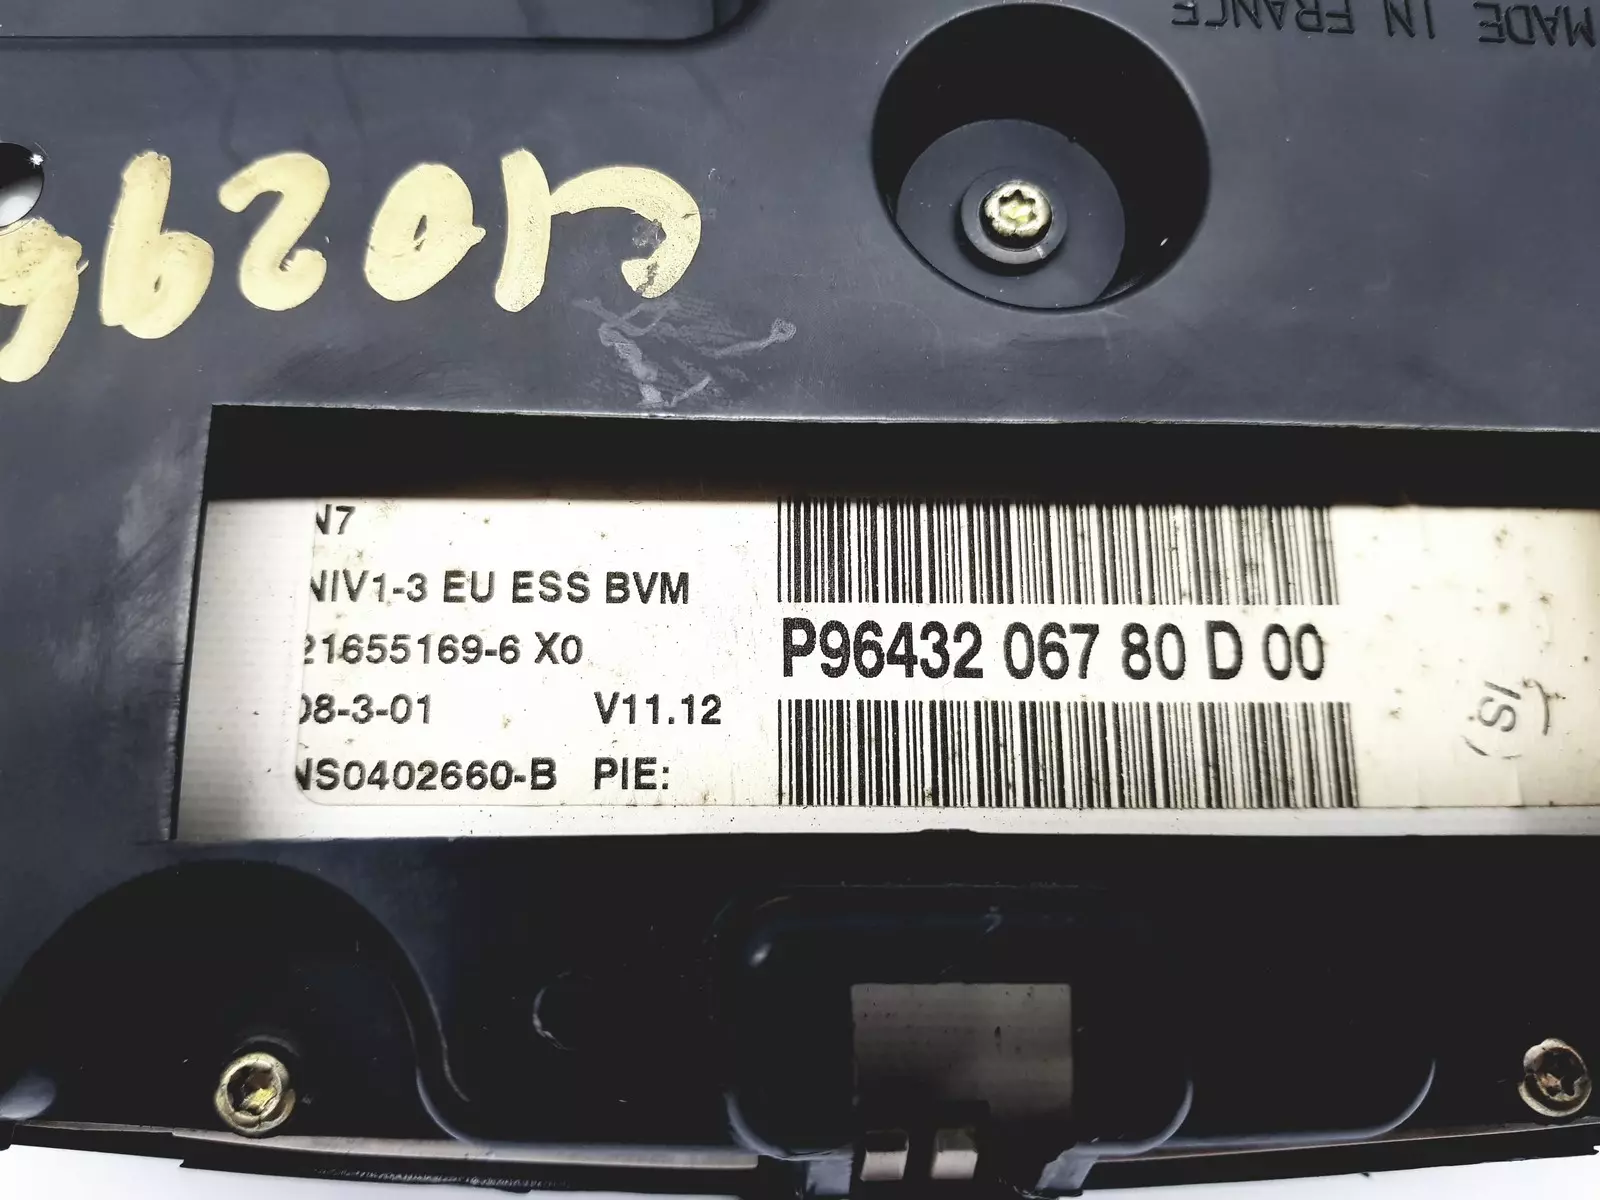 MADE IN FRANCE
N7
NIV1-3 EU ESS BVM
21655169-6 X0
08-3-01 V11.12
NS0402660-B PIE:
P96432 067 80 D 00
IS)